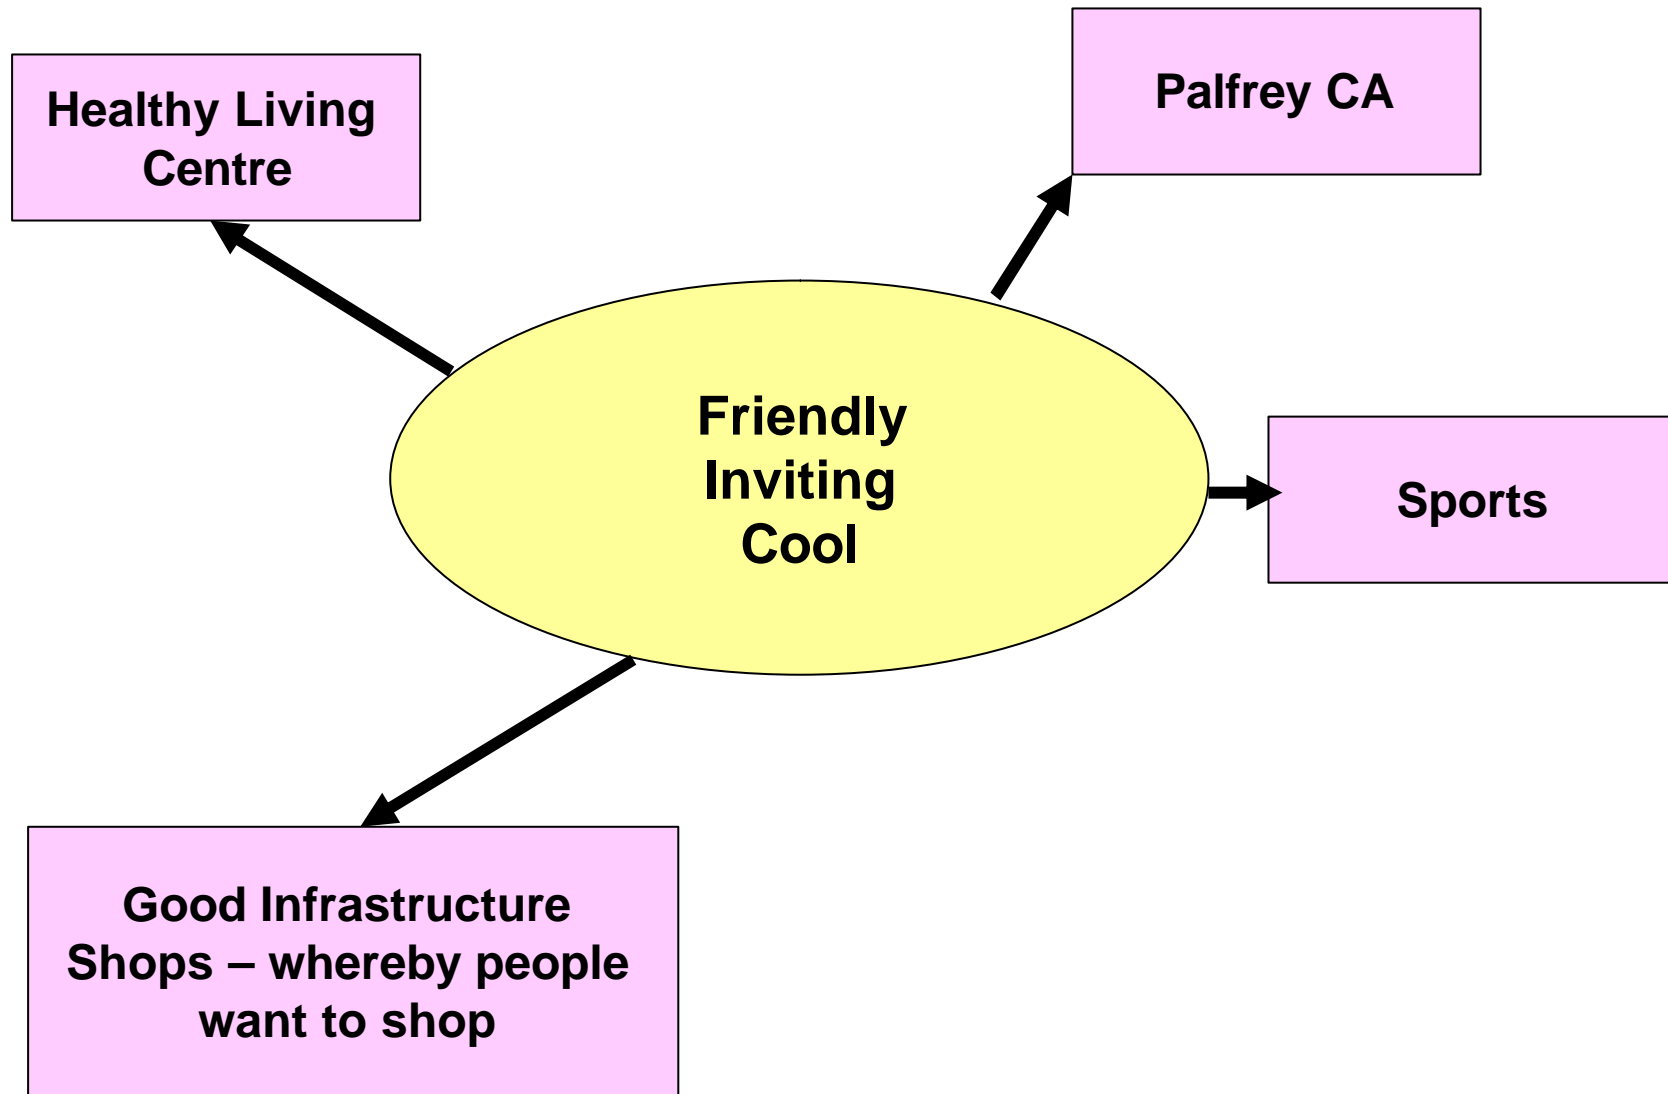 Palfrey CA
Healthy Living
Centre
Friendly
Inviting
Cool
Sports
Good Infrastructure
Shops – whereby people
want to shop